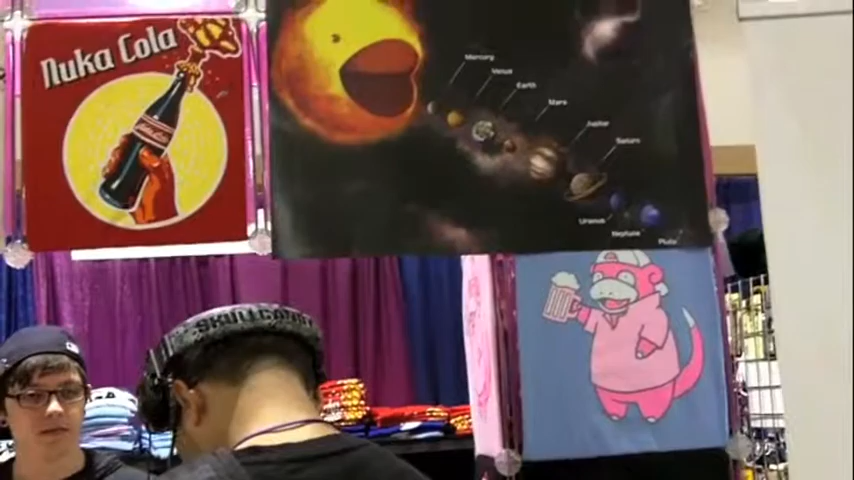 Nuka Cola
Mercury
Venus
Earth
Mars
Jupiter
Saturn
Uranus
Neptune
Pluto
SKULLCANDY